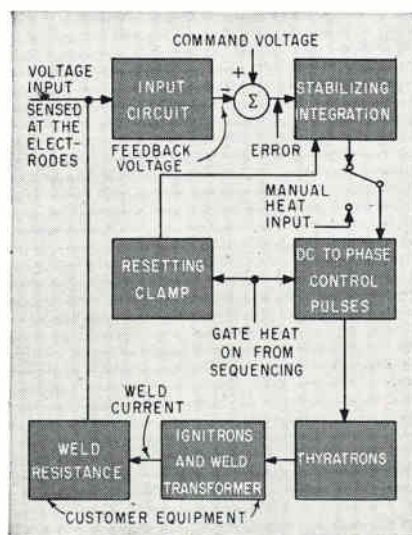 COMMAND VOLTAGE
VOLTAGE
INPUT
SENSED
AT THE
ELECT-
RODES
INPUT
CIRCUIT
+
-
Σ
STABILIZING
INTEGRATION
FEEDBACK
VOLTAGE
ERROR
MANUAL
HEAT
INPUT
RESETTING
CLAMP
DC TO PHASE
CONTROL
PULSES
GATE HEAT
ON FROM
SEQUENCING
WELD
CURRENT
WELD
RESISTANCE
IGNITRONS
AND WELD
TRANSFORMER
THYRATRONS
CUSTOMER EQUIPMENT